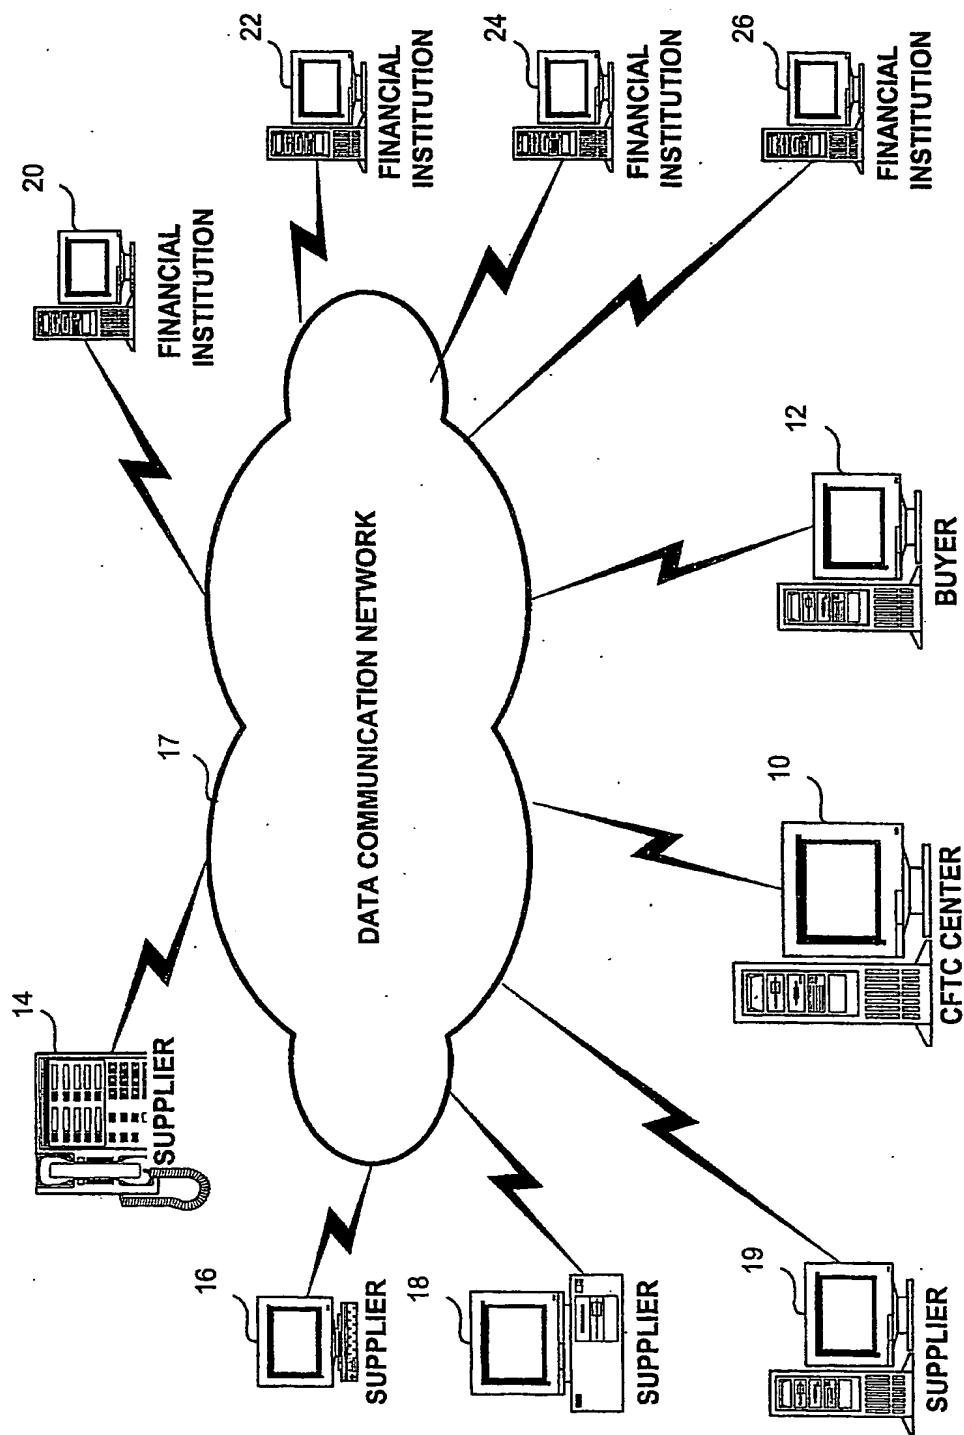 14
SUPPLIER
20
FINANCIAL
INSTITUTION
17
16
SUPPLIER
22
FINANCIAL
INSTITUTION
DATA COMMUNICATION NETWORK
18
SUPPLIER
24
FINANCIAL
INSTITUTION
19
SUPPLIER
10
CFTC CENTER
12
BUYER
26
FINANCIAL
INSTITUTION